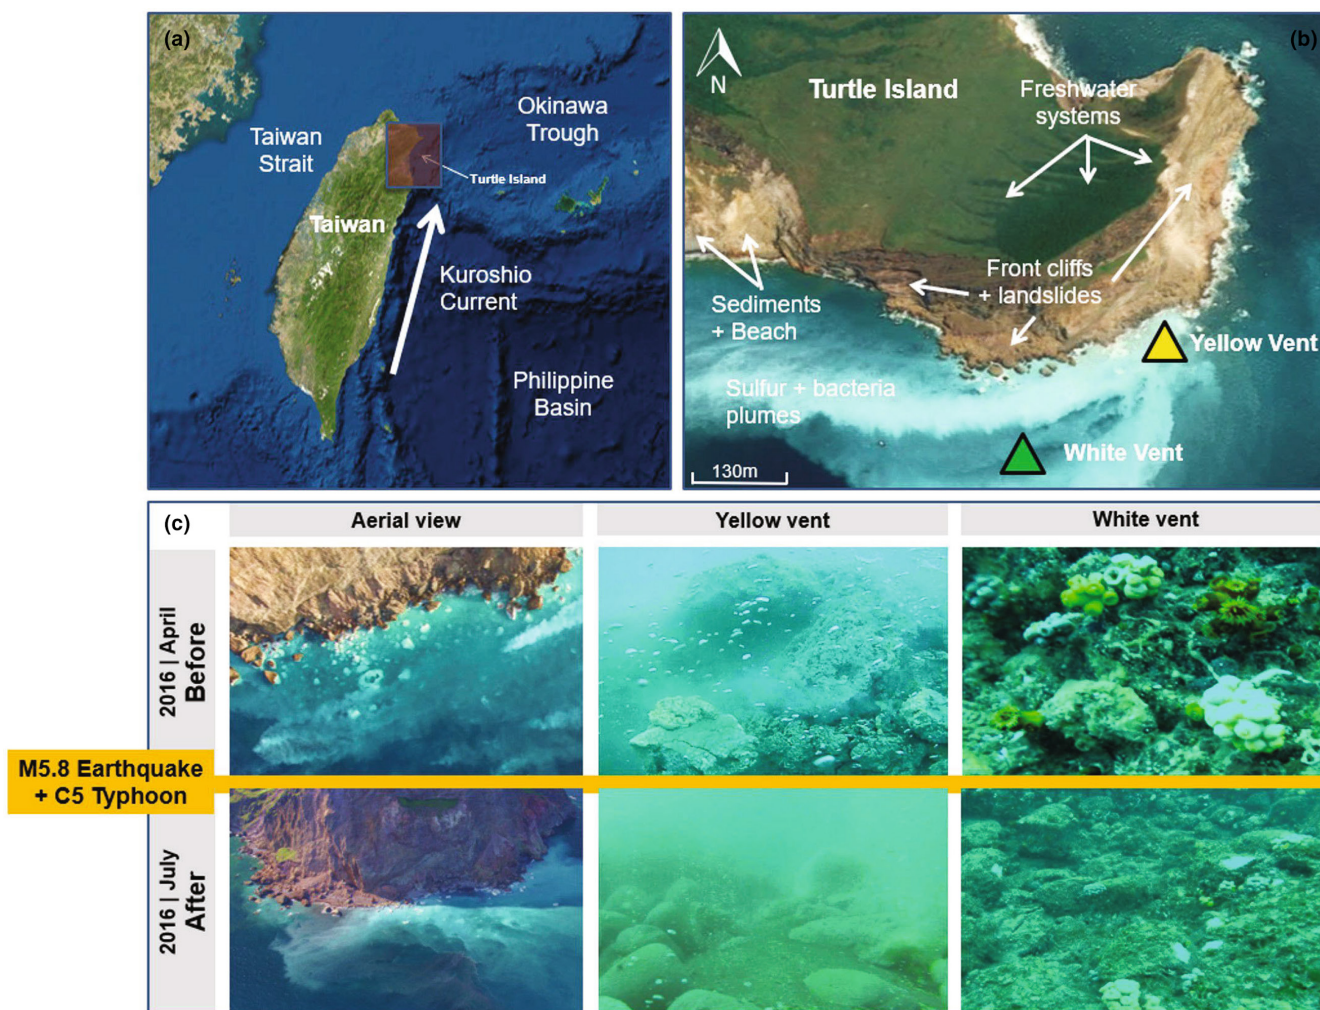 (a)
Taiwan
Strait
Okinawa
Trough
Turtle Island
Taiwan
Kuroshio
Current
Philippine
Basin
(b)
N
Turtle Island
Freshwater
systems
Front cliffs
+ landslides
Sediments
+ Beach
Yellow Vent
Sulfur + bacteria
plumes
White Vent
130m
(c)
Aerial view
Yellow vent
White vent
2016 | April
Before
M5.8 Earthquake
+ C5 Typhoon
2016 | July
After